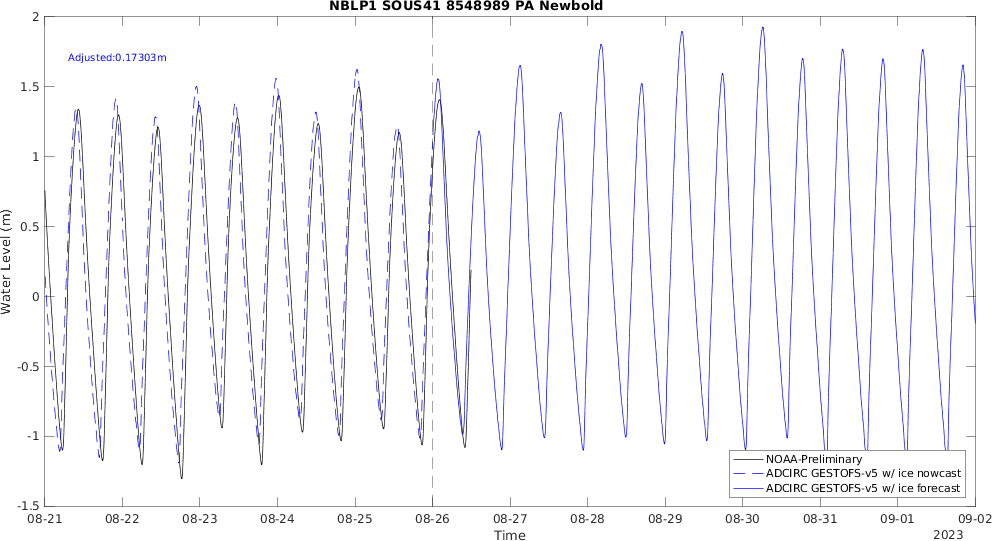 NBLP1 SOUS41 8548989 PA Newbold
Adjusted:0.17303m
Water Level (m)
2
1.5
1
0.5
0
-0.5
-1
-1.5
NOAA-Preliminary
ADCIRC GESTOFS-v5 w/ ice nowcast
ADCIRC GESTOFS-v5 w/ ice forecast
08-21 08-22 08-23 08-24 08-25 08-26 08-27 08-28 08-29 08-30 08-31 09-01 09-02
Time
2023